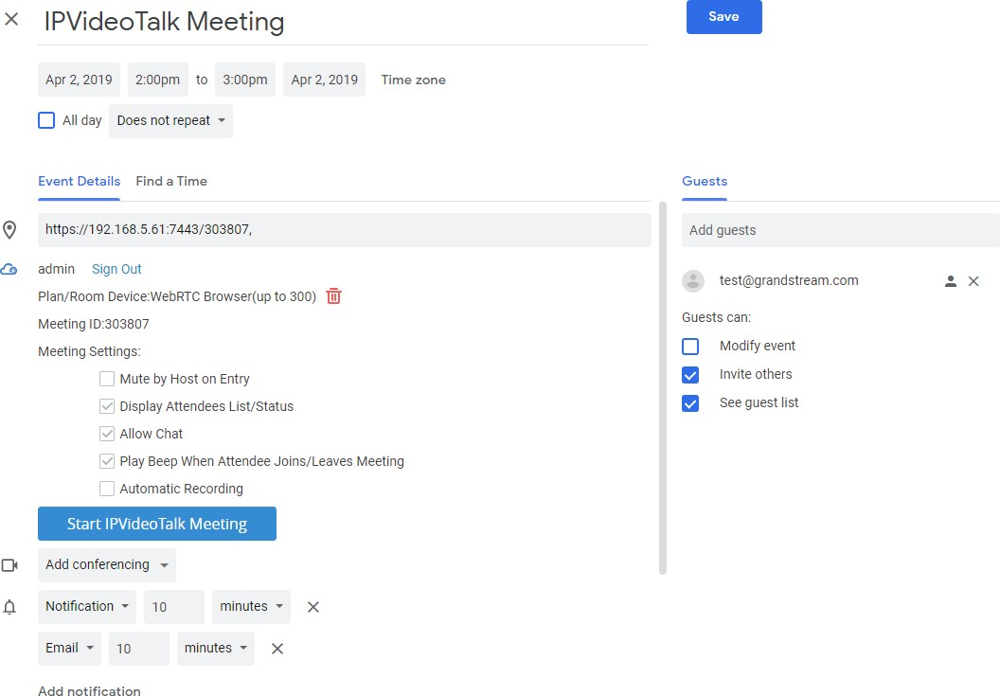 IPVideoTalk Meeting
Save
Apr 2, 2019 2:00pm to 3:00pm Apr 2, 2019 Time zone
All day Does not repeat
Event Details Find a Time
Guests
https://192.168.5.61:7443/303807,
Add guests
admin Sign Out
test@grandstream.com
Plan/Room Device:WebRTC Browser(up to 300)
Meeting ID:303807
Guests can:
Meeting Settings:
Modify event
Mute by Host on Entry
Invite others
Display Attendees List/Status
See guest list
Allow Chat
Play Beep When Attendee Joins/Leaves Meeting
Automatic Recording
Start IPVideoTalk Meeting
Add conferencing
Notification 10 minutes
Email 10 minutes
Add notification